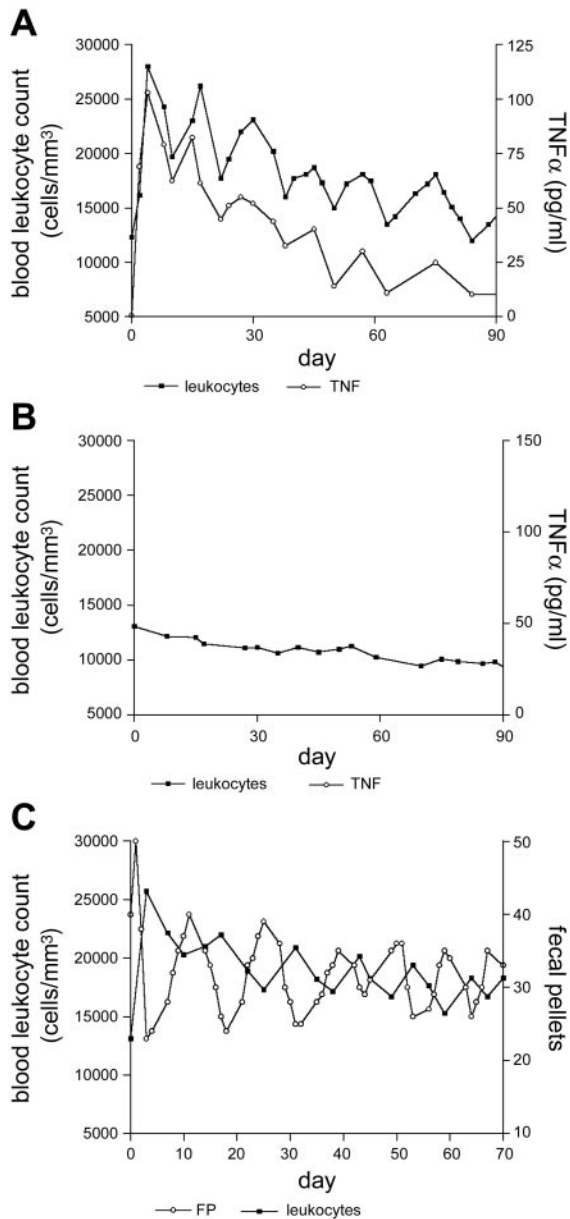 A
30000
25000
20000
15000
10000
5000
blood leukocyte count
(cells/mm³)
125
100
75
50
25
0
TNFα (pg/ml)
0 30 60 90
day
leukocytes TNF
B
30000
25000
20000
15000
10000
5000
blood leukocyte count
(cells/mm³)
150
100
50
0
TNFα (pg/ml)
0 30 60 90
day
leukocytes TNF
C
30000
25000
20000
15000
10000
5000
blood leukocyte count
(cells/mm³)
50
40
30
20
10
fecal pellets
0 10 20 30 40 50 60 70
day
FP leukocytes